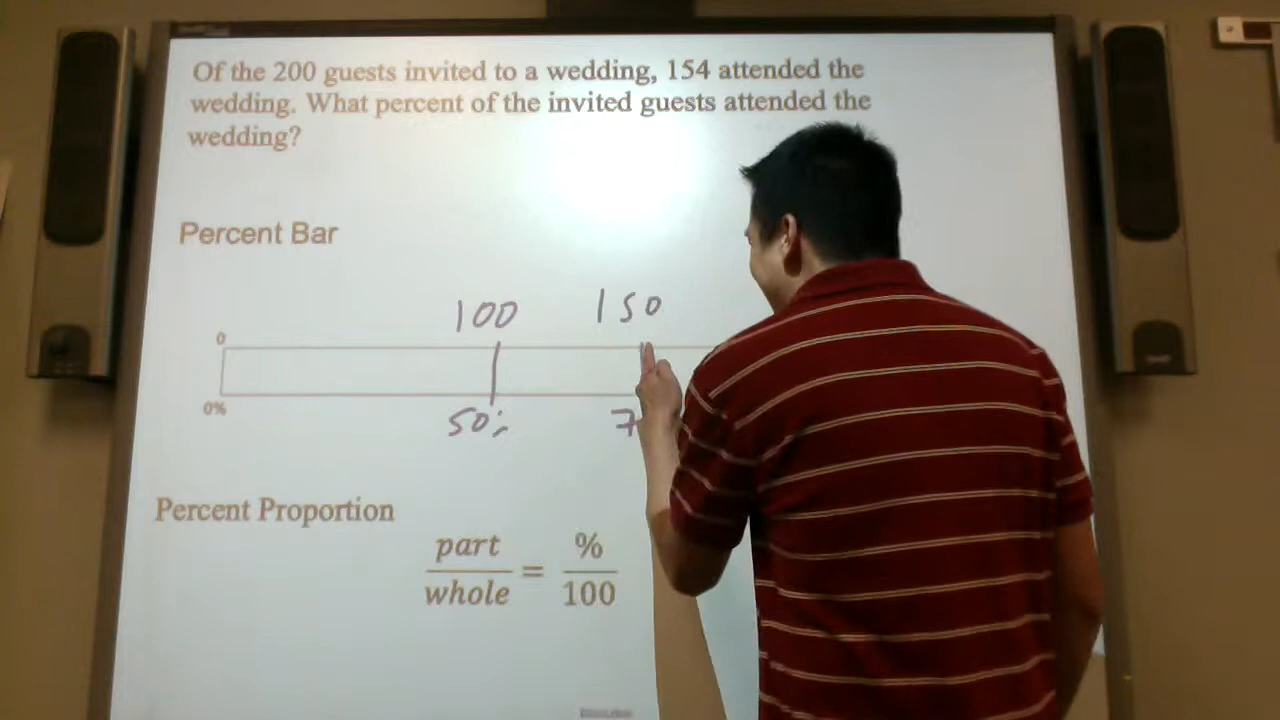 Of the 200 guests invited to a wedding, 154 attended the
wedding. What percent of the invited guests attended the
wedding?
Percent Bar
100 150
0
0%
50% 7
Percent Proportion
part %
whole = 100